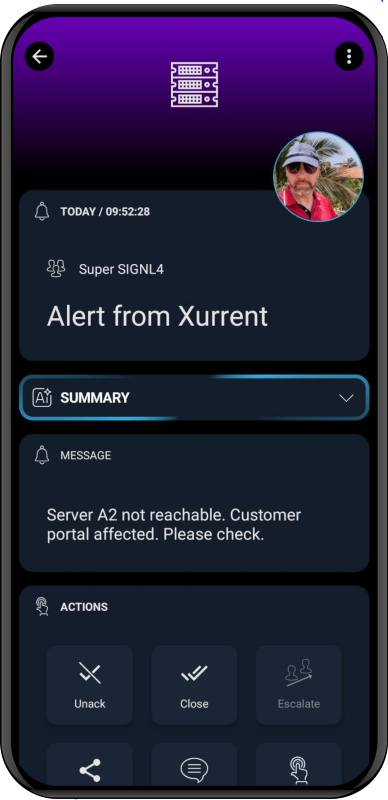 TODAY / 09:52:28
Super SIGNL4
Alert from Xurrent
Ai
SUMMARY
MESSAGE
Server A2 not reachable. Customer
portal affected. Please check.
ACTIONS
Unack
Close
Escalate